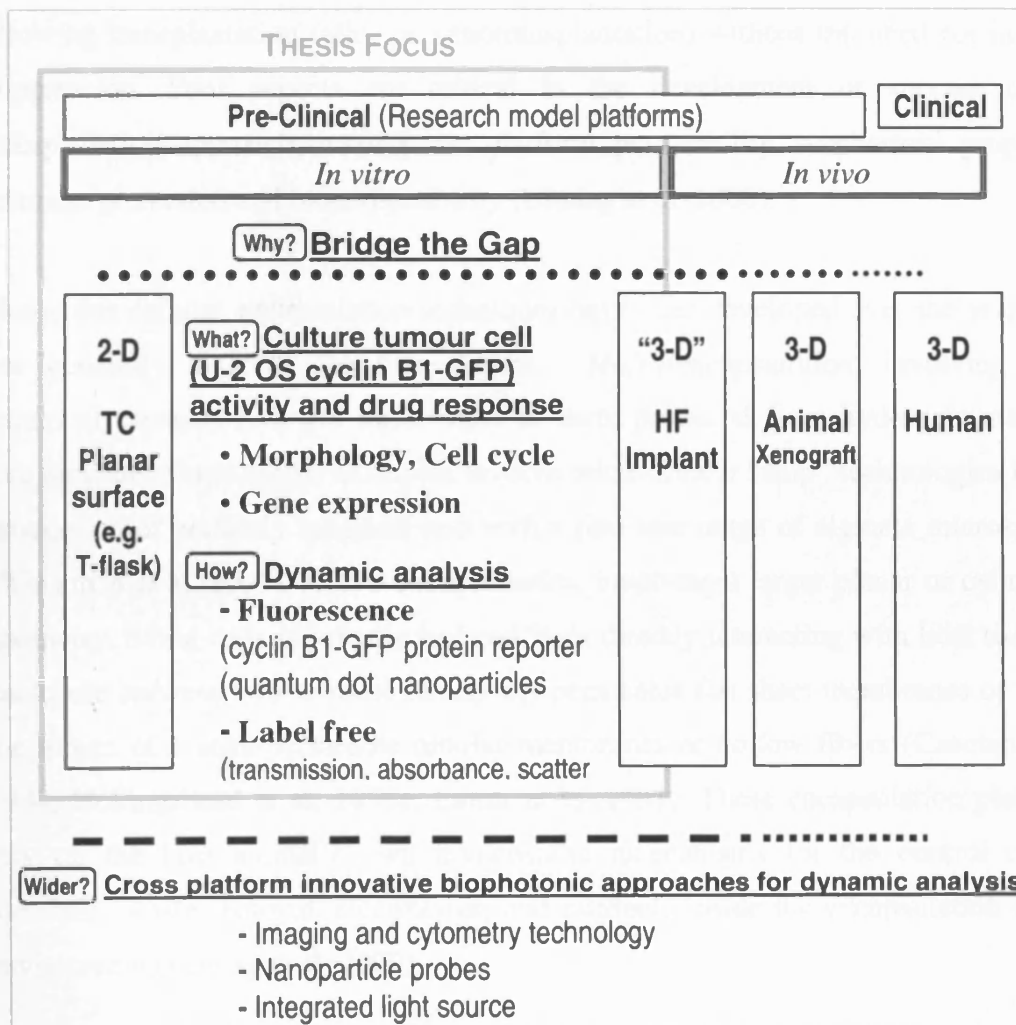 THESIS FOCUS
Pre-Clinical (Research model platforms)
Clinical
In vitro
In vivo
Why? Bridge the Gap
2-D
TC
Planar
surface
(e.g.
T-flask)
What? Culture tumour cell
(U-2 OS cyclin B1-GFP)
activity and drug response
• Morphology, Cell cycle
• Gene expression
How? Dynamic analysis
- Fluorescence
(cyclin B1-GFP protein reporter
(quantum dot nanoparticles
- Label free
(transmission, absorbance, scatter
"3-D"
HF
Implant
3-D
Animal
Xenograft
3-D
Human
Wider? Cross platform innovative biophotonic approaches for dynamic analysis
- Imaging and cytometry technology
- Nanoparticle probes
- Integrated light source